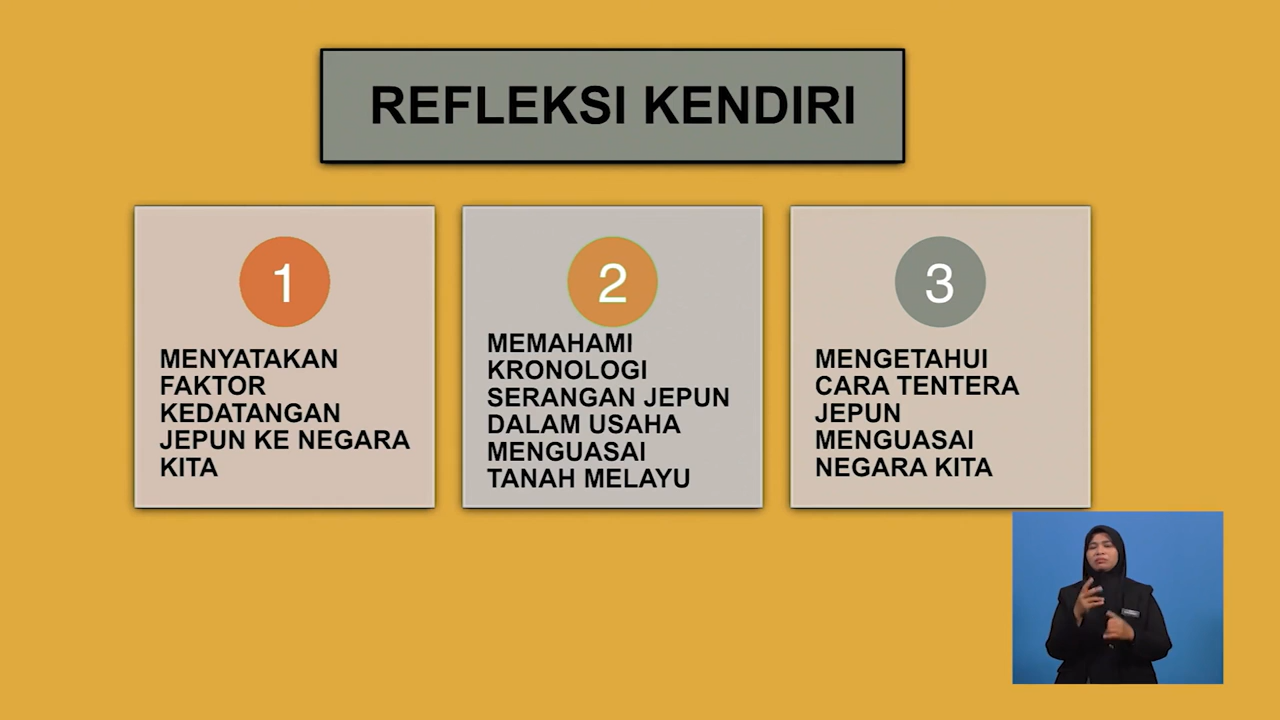 REFLEKSI KENDIRI
1
MENYATAKAN
FAKTOR
KEDATANGAN
JEPUN KE NEGARA
KITA
2
MEMAHAMI
KRONOLOGI
SERANGAN JEPUN
DALAM USAHA
MENGUASAI
TANAH MELAYU
3
MENGETAHUI
CARA TENTERA
JEPUN
MENGUASAI
NEGARA KITA